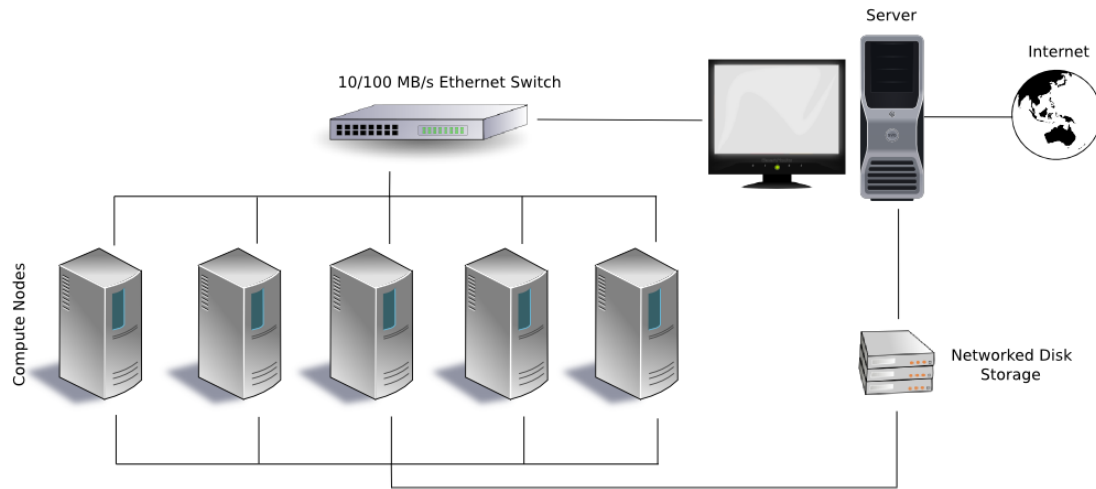 Server
Internet
10/100 MB/s Ethernet Switch
Compute Nodes
Networked Disk
Storage